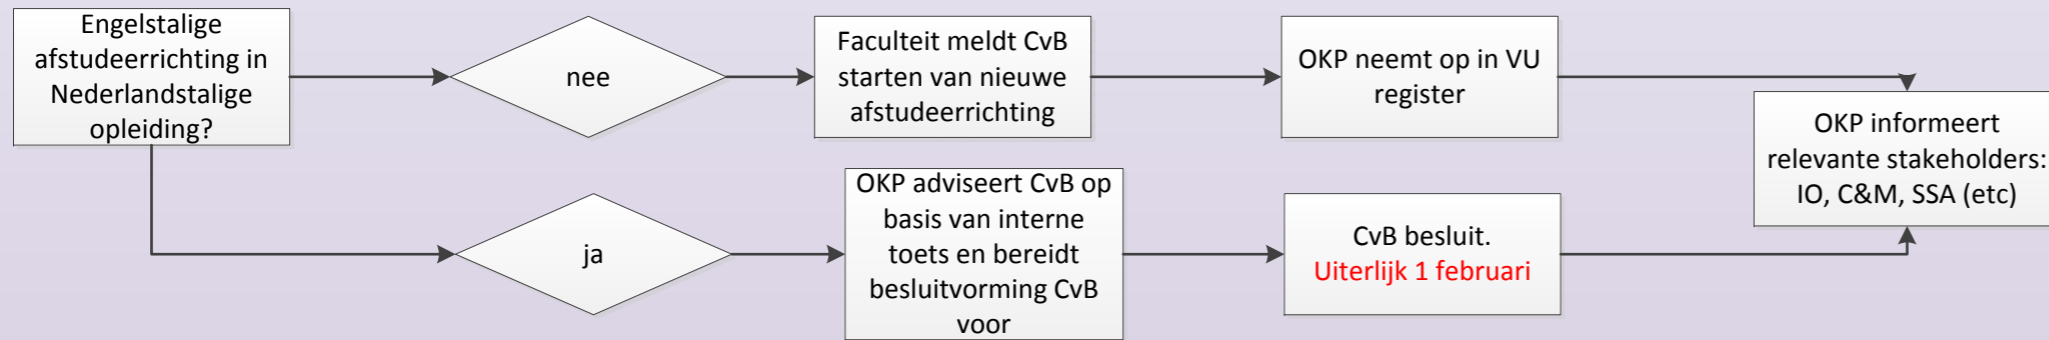 Engelstalige
afstudeerrichting in
Nederlandstalige
opleiding?
nee
Faculteit meldt CvB
starten van nieuwe
afstudeerrichting
OKP neemt op in VU
register
OKP informeert
relevante stakeholders:
IO, C&M, SSA (etc)
ja
OKP adviseert CvB op
basis van interne
toets en bereidt
besluitvorming CvB
voor
CvB besluit.
Uiterlijk 1 februari